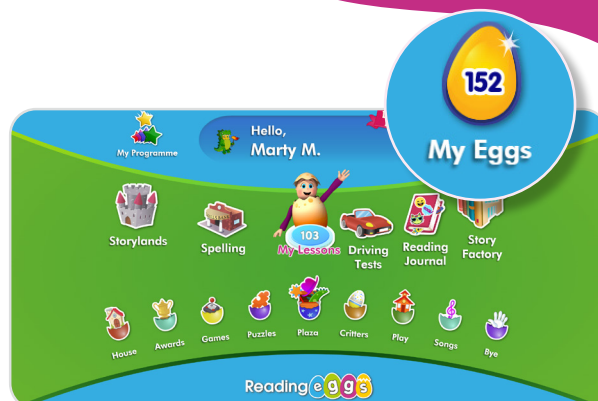 152
My Eggs
My Programme
Hello,
Marty M.
Storylands
Spelling
103
My Lessons
Driving
Tests
Reading
Journal
Story
Factory
House
Awards
Games
Puzzles
Plaza
Critters
Play
Songs
Bye
Reading eggs